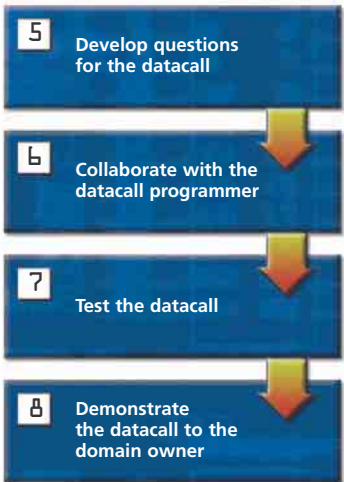 5
Develop questions
for the datacall
6
Collaborate with the
datacall programmer
7
Test the datacall
8
Demonstrate
the datacall to the
domain owner